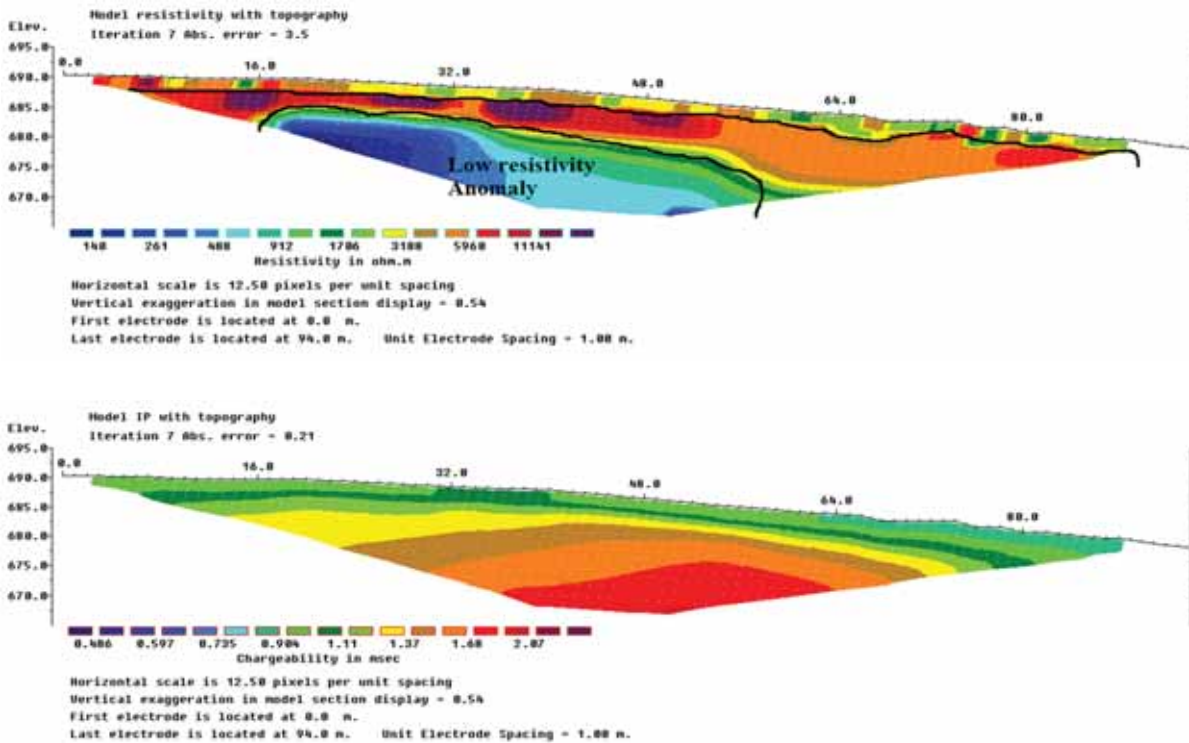 Model resistivity with topography
Iteration 7 Abs. error = 3.5
Elev.
695.0
0.0 16.0 32.0 48.0 64.0 80.0
690.0
685.0
680.0
675.0
670.0
Low resistivity
Anomaly
140 261 488 912 1706 3188 5960 11141
Resistivity in ohm.m
Horizontal scale is 12.50 pixels per unit spacing
Vertical exaggeration in model section display = 0.54
First electrode is located at 0.0 m.
Last electrode is located at 94.0 m. Unit Electrode Spacing = 1.00 m.
Model IP with topography
Iteration 7 Abs. error = 0.21
Elev.
695.0
0.0 16.0 32.0 48.0 64.0 80.0
690.0
685.0
680.0
675.0
670.0
0.486 0.597 0.735 0.904 1.11 1.37 1.68 2.07
Chargeability in msec
Horizontal scale is 12.50 pixels per unit spacing
Vertical exaggeration in model section display = 0.54
First electrode is located at 0.0 m.
Last electrode is located at 94.0 m. Unit Electrode Spacing = 1.00 m.